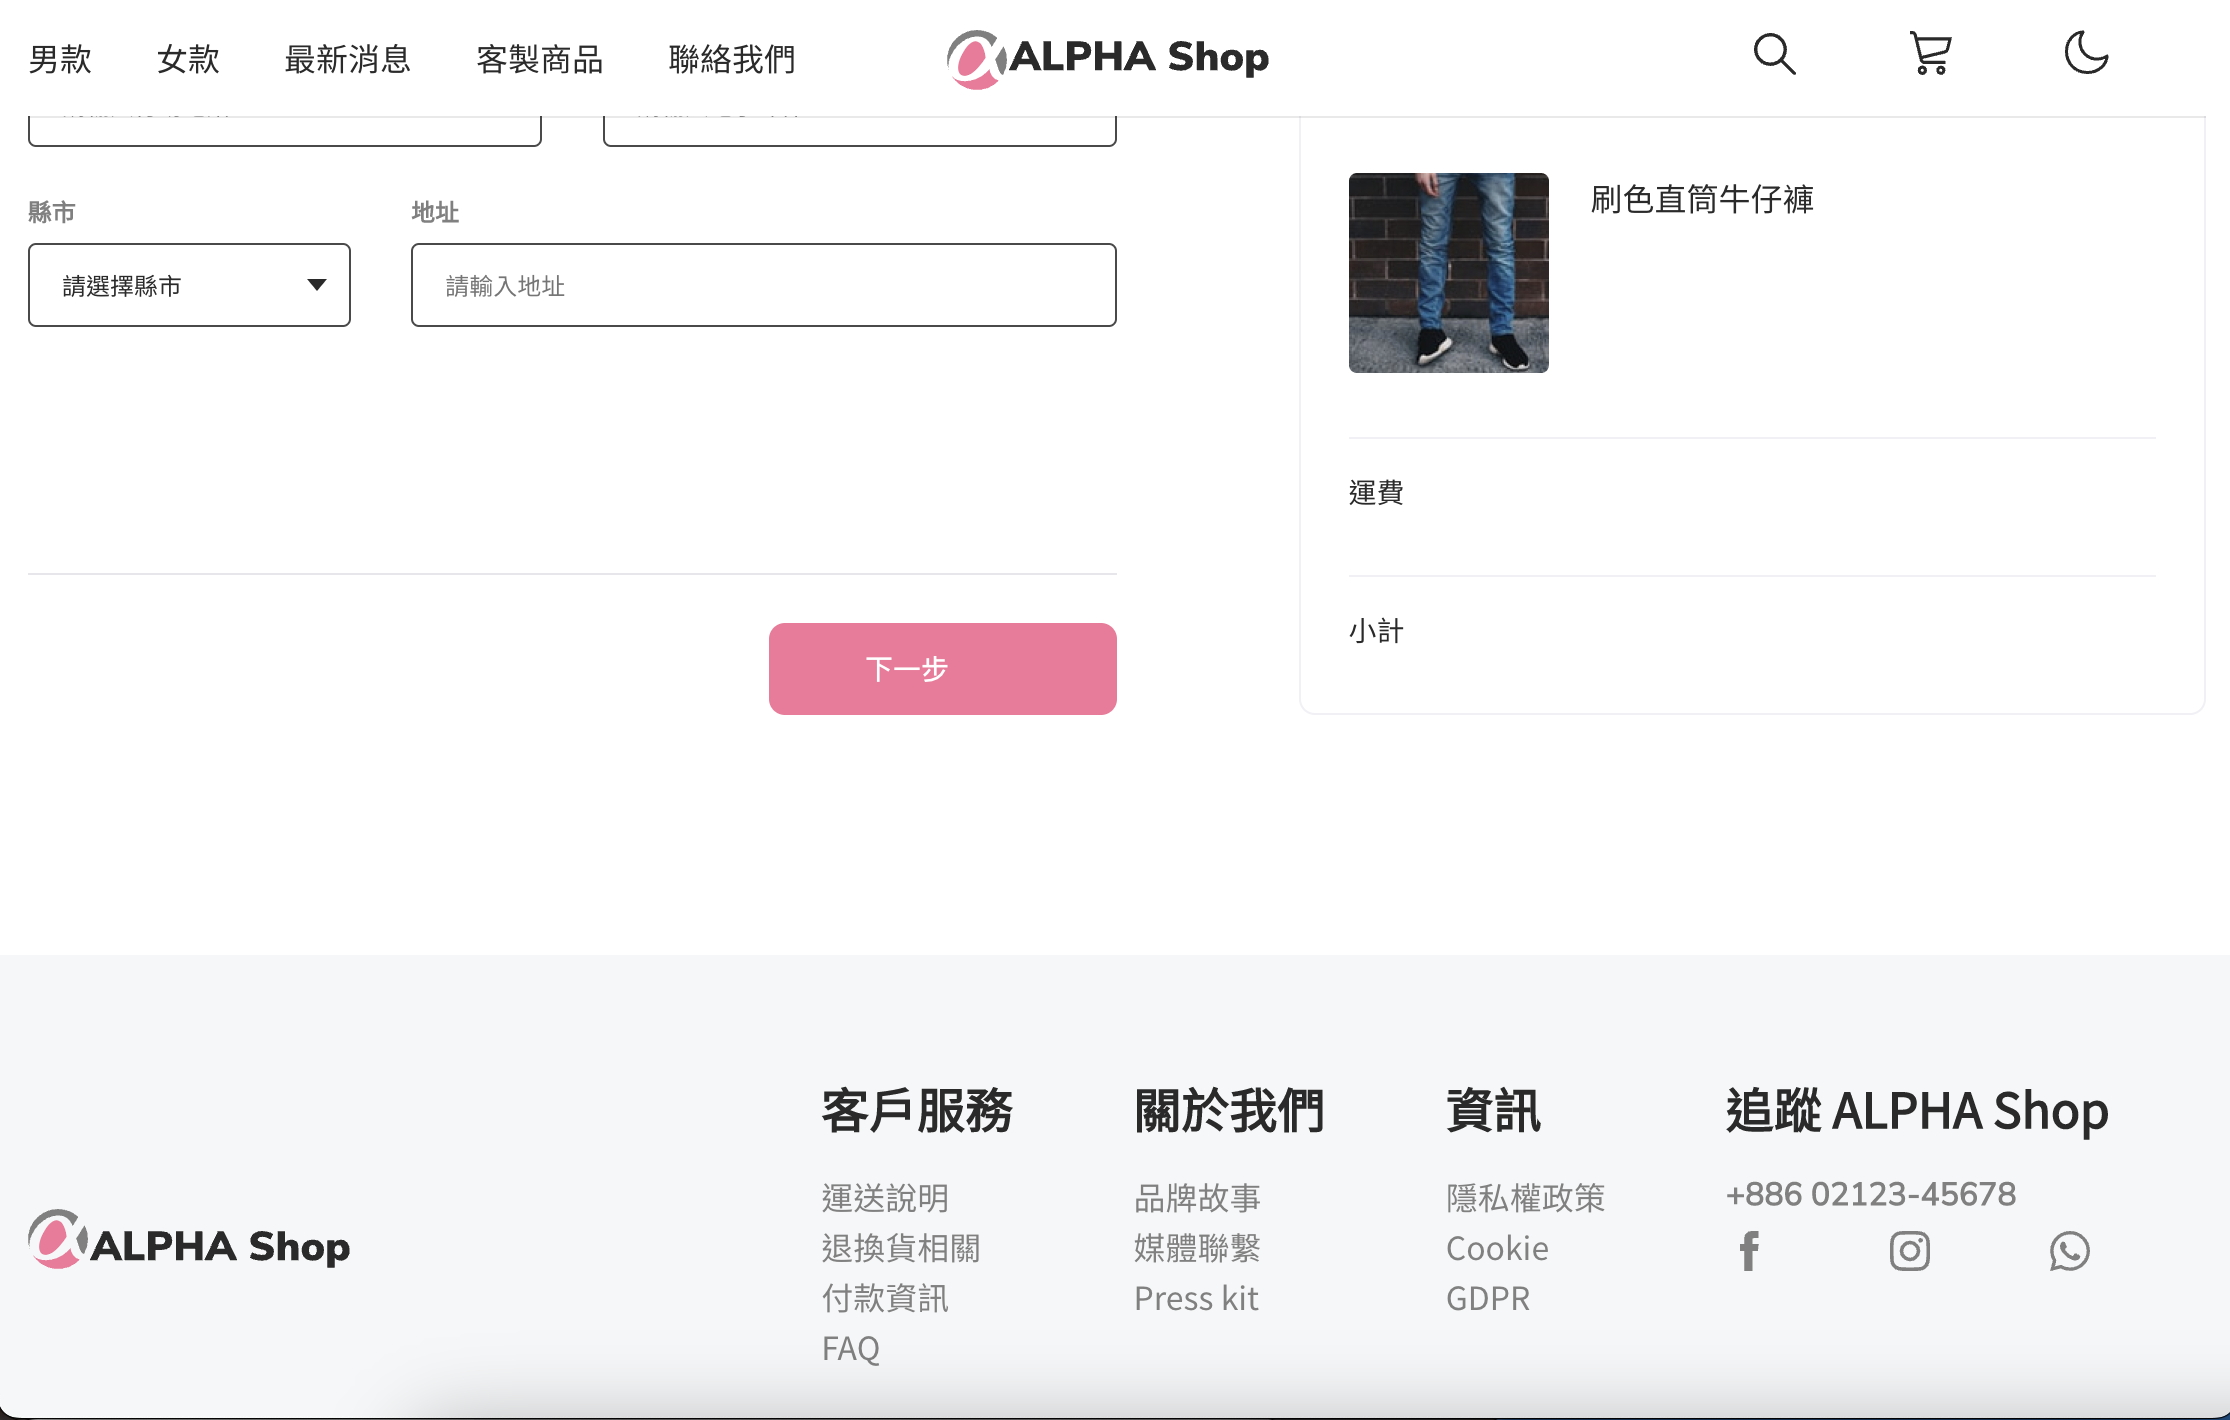 男款 女款 最新消息 客製商品 聯絡我們 ALPHA Shop
縣市 地址
請選擇縣市 請輸入地址
下一步
刷色直筒牛仔褲
運費
小計
ALPHA Shop
客戶服務
運送說明
退換貨相關
付款資訊
FAQ
關於我們
品牌故事
媒體聯繫
Press kit
資訊
隱私權政策
Cookie
GDPR
追蹤 ALPHA Shop
+886 02123-45678